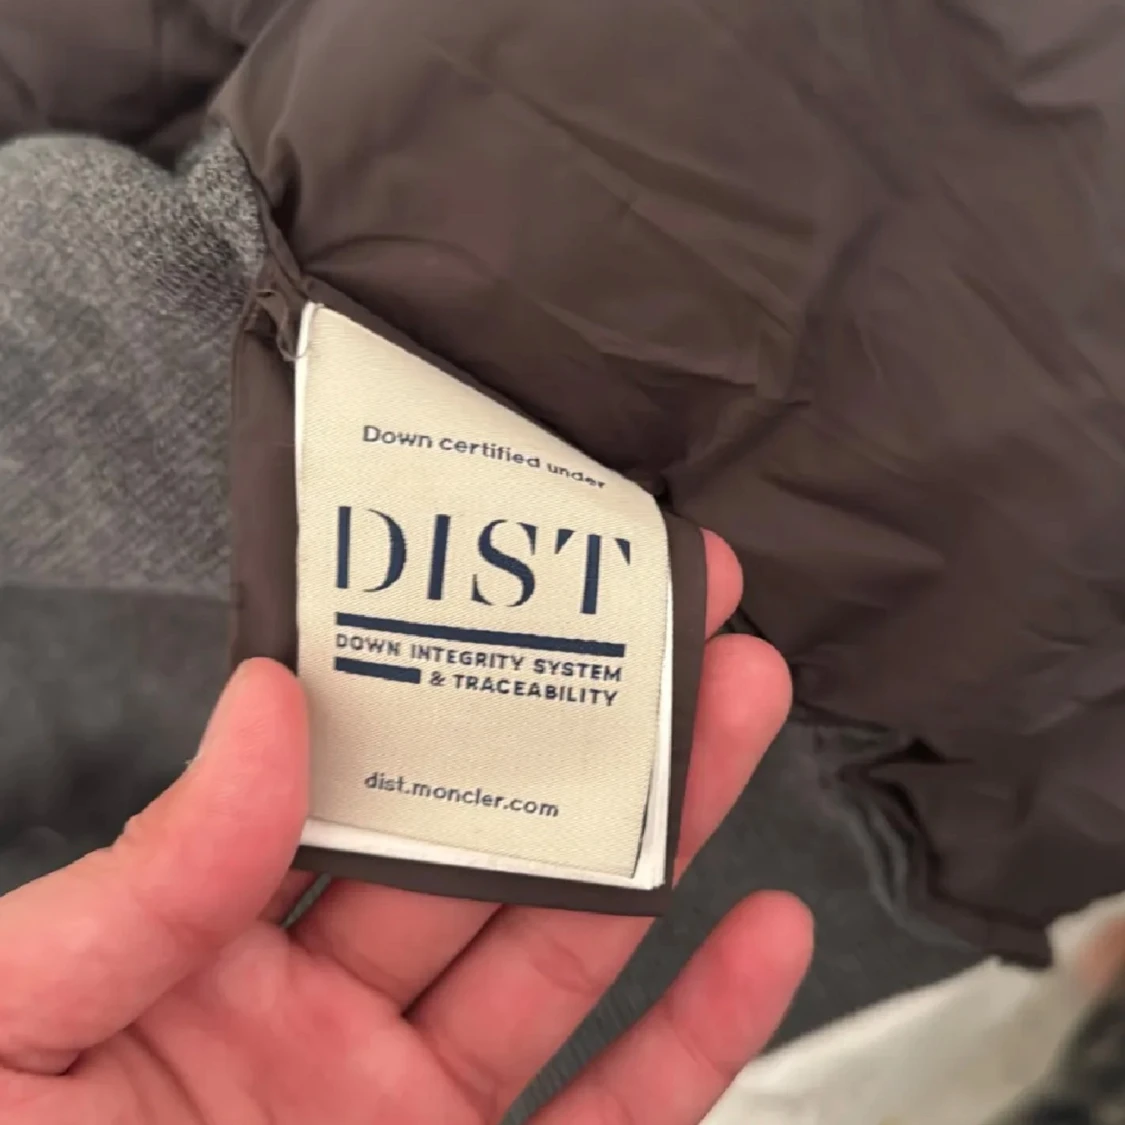 Down certified under
DIST
DOWN INTEGRITY SYSTEM
& TRACEABILITY
dist.moncler.com